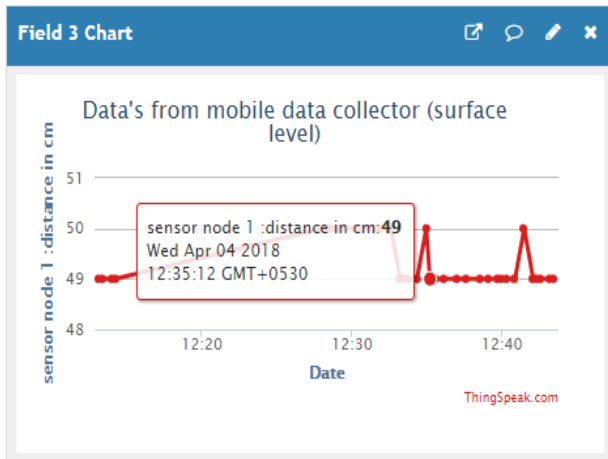 Field 3 Chart
Data's from mobile data collector (surface
level)
sensor node 1 :distance in cm
51
50
49
48
sensor node 1 :distance in cm:49
Wed Apr 04 2018
12:35:12 GMT+0530
12:20
12:30
12:40
Date
ThingSpeak.com